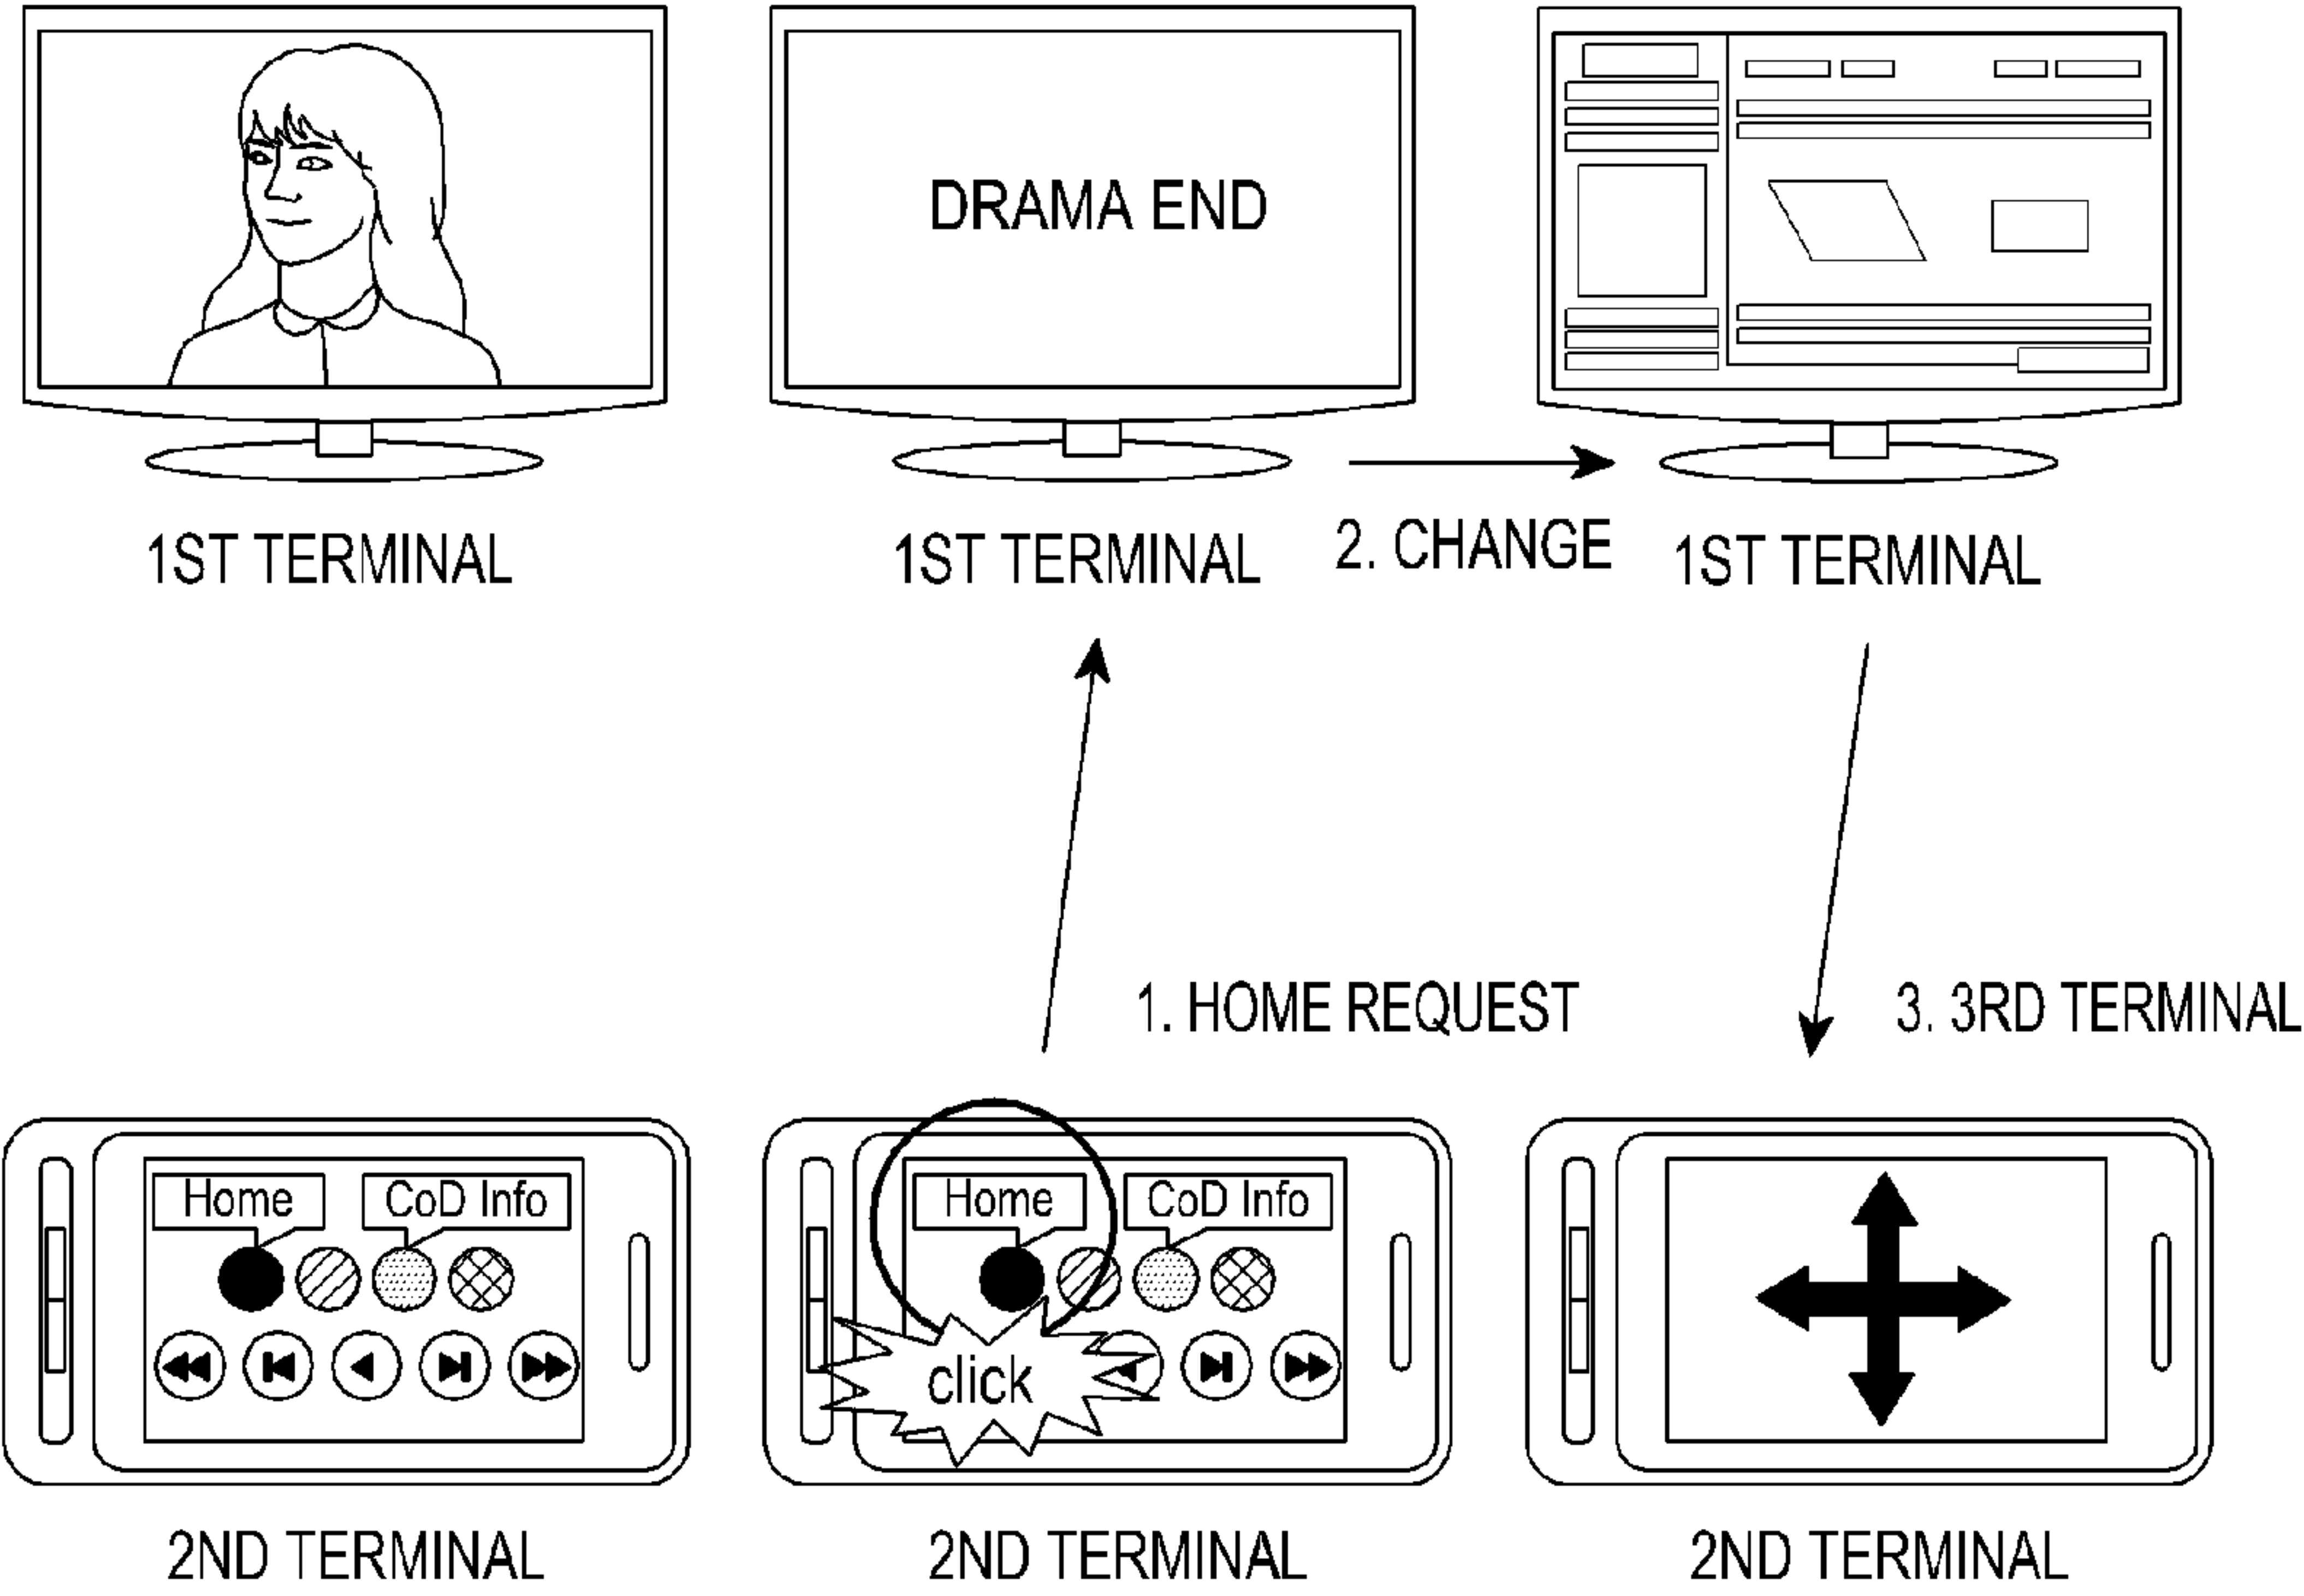 DRAMA END
1ST TERMINAL
1ST TERMINAL
2. CHANGE
1ST TERMINAL
1. HOME REQUEST
3. 3RD TERMINAL
Home
CoD Info
Home
CoD Info
click
2ND TERMINAL
2ND TERMINAL
2ND TERMINAL